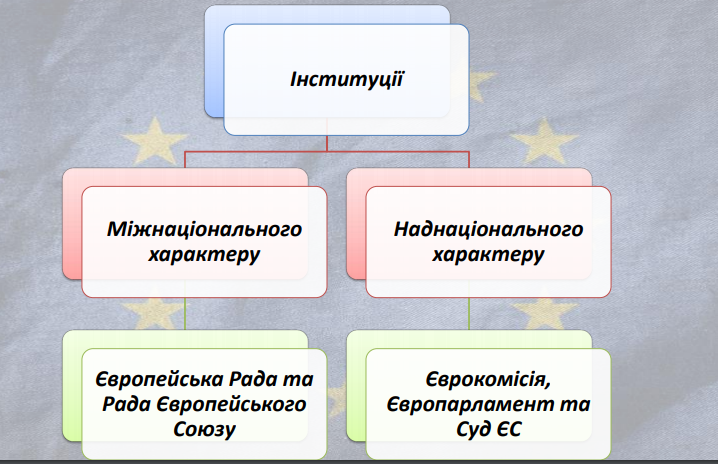 Інституції
Міжнаціонального
характеру
Наднаціонального
характеру
Європейська Рада та
Рада Європейського
Союзу
Єврокомісія,
Європарламент та
Суд ЄС